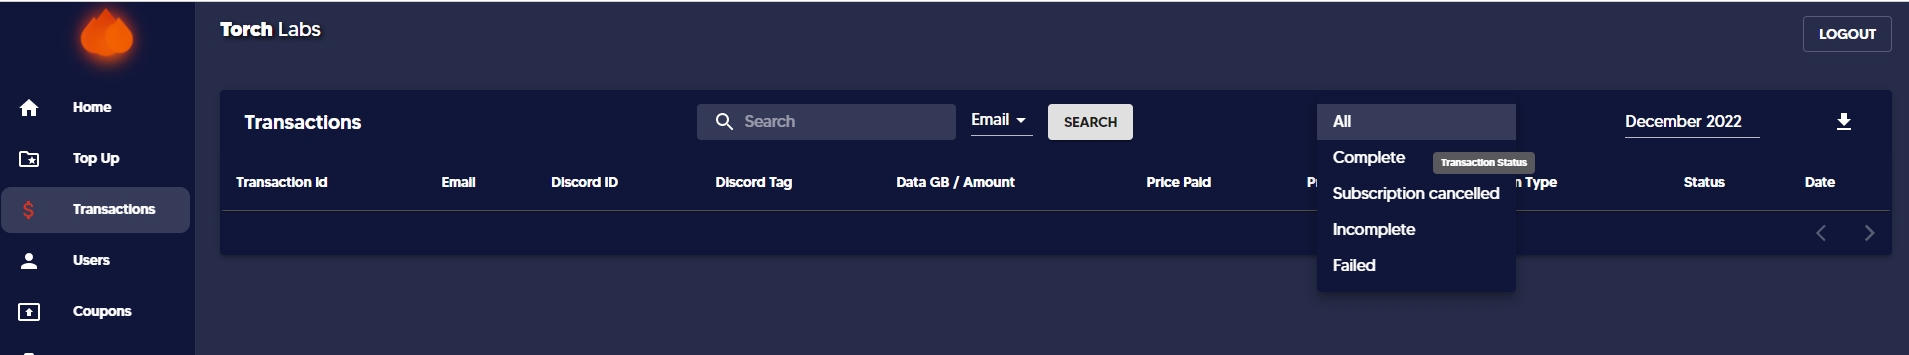 Torch Labs
LOGOUT
Home
Top Up
Transactions
Users
Coupons
Transactions
Search
Email
SEARCH
All
Complete
Subscription cancelled
Incomplete
Failed
Transaction Status
December 2022
Transaction Id Email Discord ID Discord Tag Data GB / Amount Price Paid Type Status Date